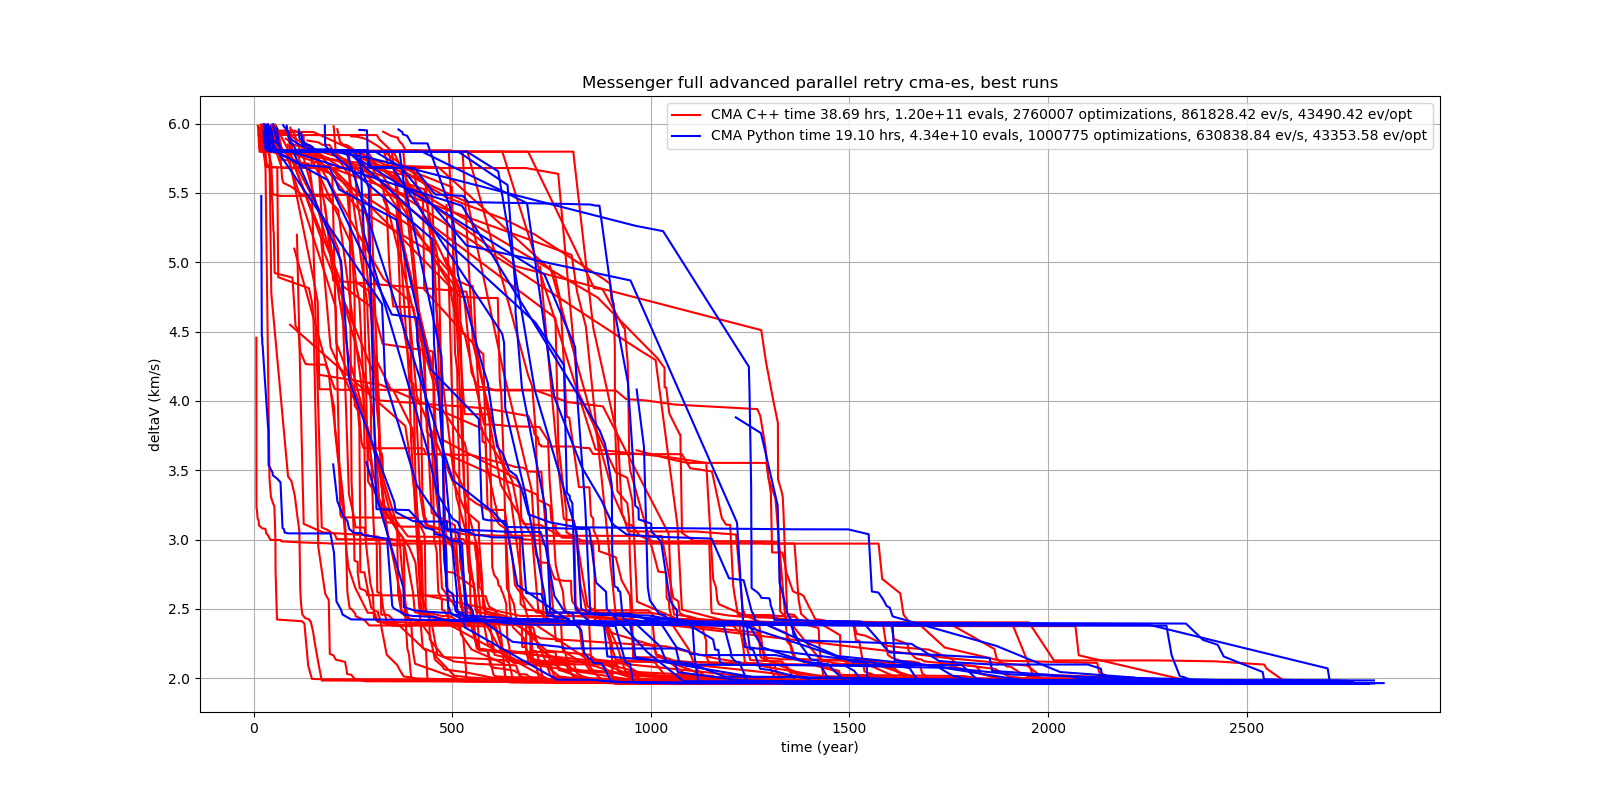 Messenger full advanced parallel retry cma-es, best runs
CMA C++ time 38.69 hrs, 1.20e+11 evals, 2760007 optimizations, 861828.42 ev/s, 43490.42 ev/opt
CMA Python time 19.10 hrs, 4.34e+10 evals, 1000775 optimizations, 630838.84 ev/s, 43353.58 ev/opt
deltaV (km/s)
6.0
5.5
5.0
4.5
4.0
3.5
3.0
2.5
2.0
0 500 1000 1500 2000 2500
time (year)